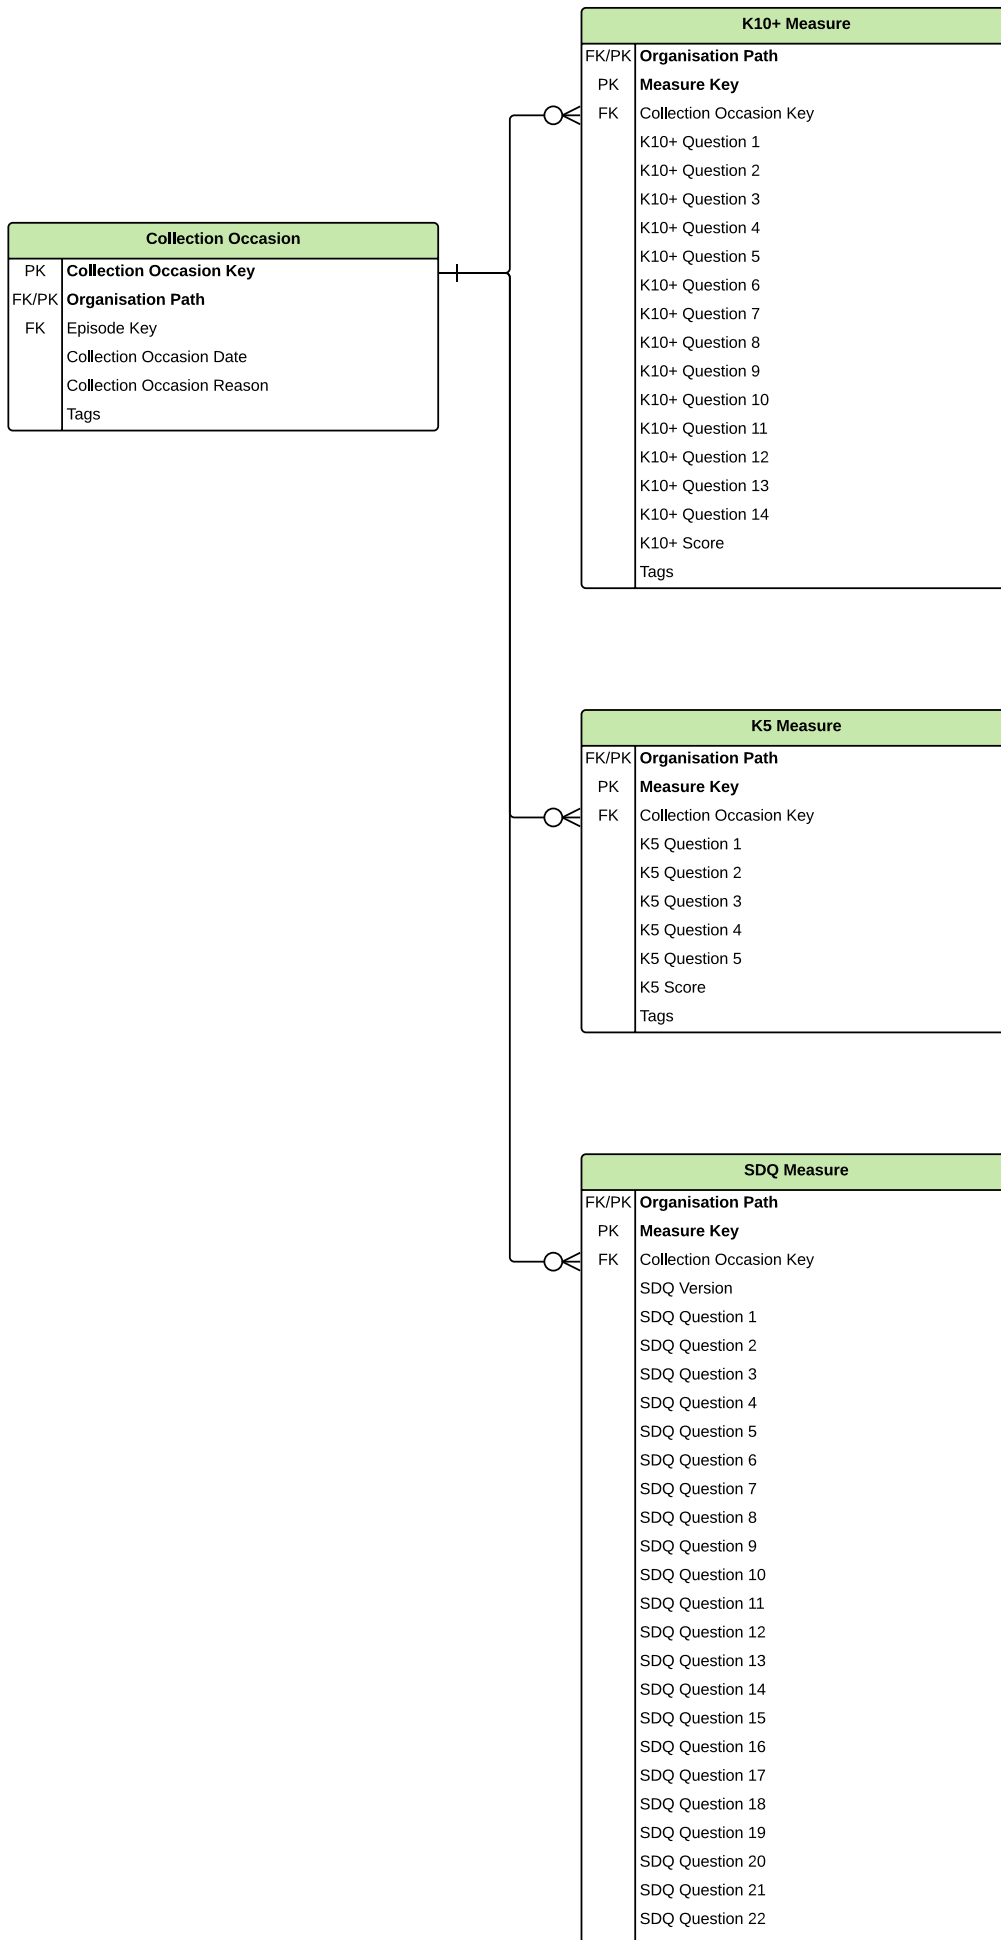 K10+ Measure
FK/PK Organisation Path
PK Measure Key
FK Collection Occasion Key
K10+ Question 1
K10+ Question 2
K10+ Question 3
K10+ Question 4
K10+ Question 5
K10+ Question 6
K10+ Question 7
K10+ Question 8
K10+ Question 9
K10+ Question 10
K10+ Question 11
K10+ Question 12
K10+ Question 13
K10+ Question 14
K10+ Score
Tags
Collection Occasion
PK Collection Occasion Key
FK/PK Organisation Path
FK Episode Key
Collection Occasion Date
Collection Occasion Reason
Tags
K5 Measure
FK/PK Organisation Path
PK Measure Key
FK Collection Occasion Key
K5 Question 1
K5 Question 2
K5 Question 3
K5 Question 4
K5 Question 5
K5 Score
Tags
SDQ Measure
FK/PK Organisation Path
PK Measure Key
FK Collection Occasion Key
SDQ Version
SDQ Question 1
SDQ Question 2
SDQ Question 3
SDQ Question 4
SDQ Question 5
SDQ Question 6
SDQ Question 7
SDQ Question 8
SDQ Question 9
SDQ Question 10
SDQ Question 11
SDQ Question 12
SDQ Question 13
SDQ Question 14
SDQ Question 15
SDQ Question 16
SDQ Question 17
SDQ Question 18
SDQ Question 19
SDQ Question 20
SDQ Question 21
SDQ Question 22